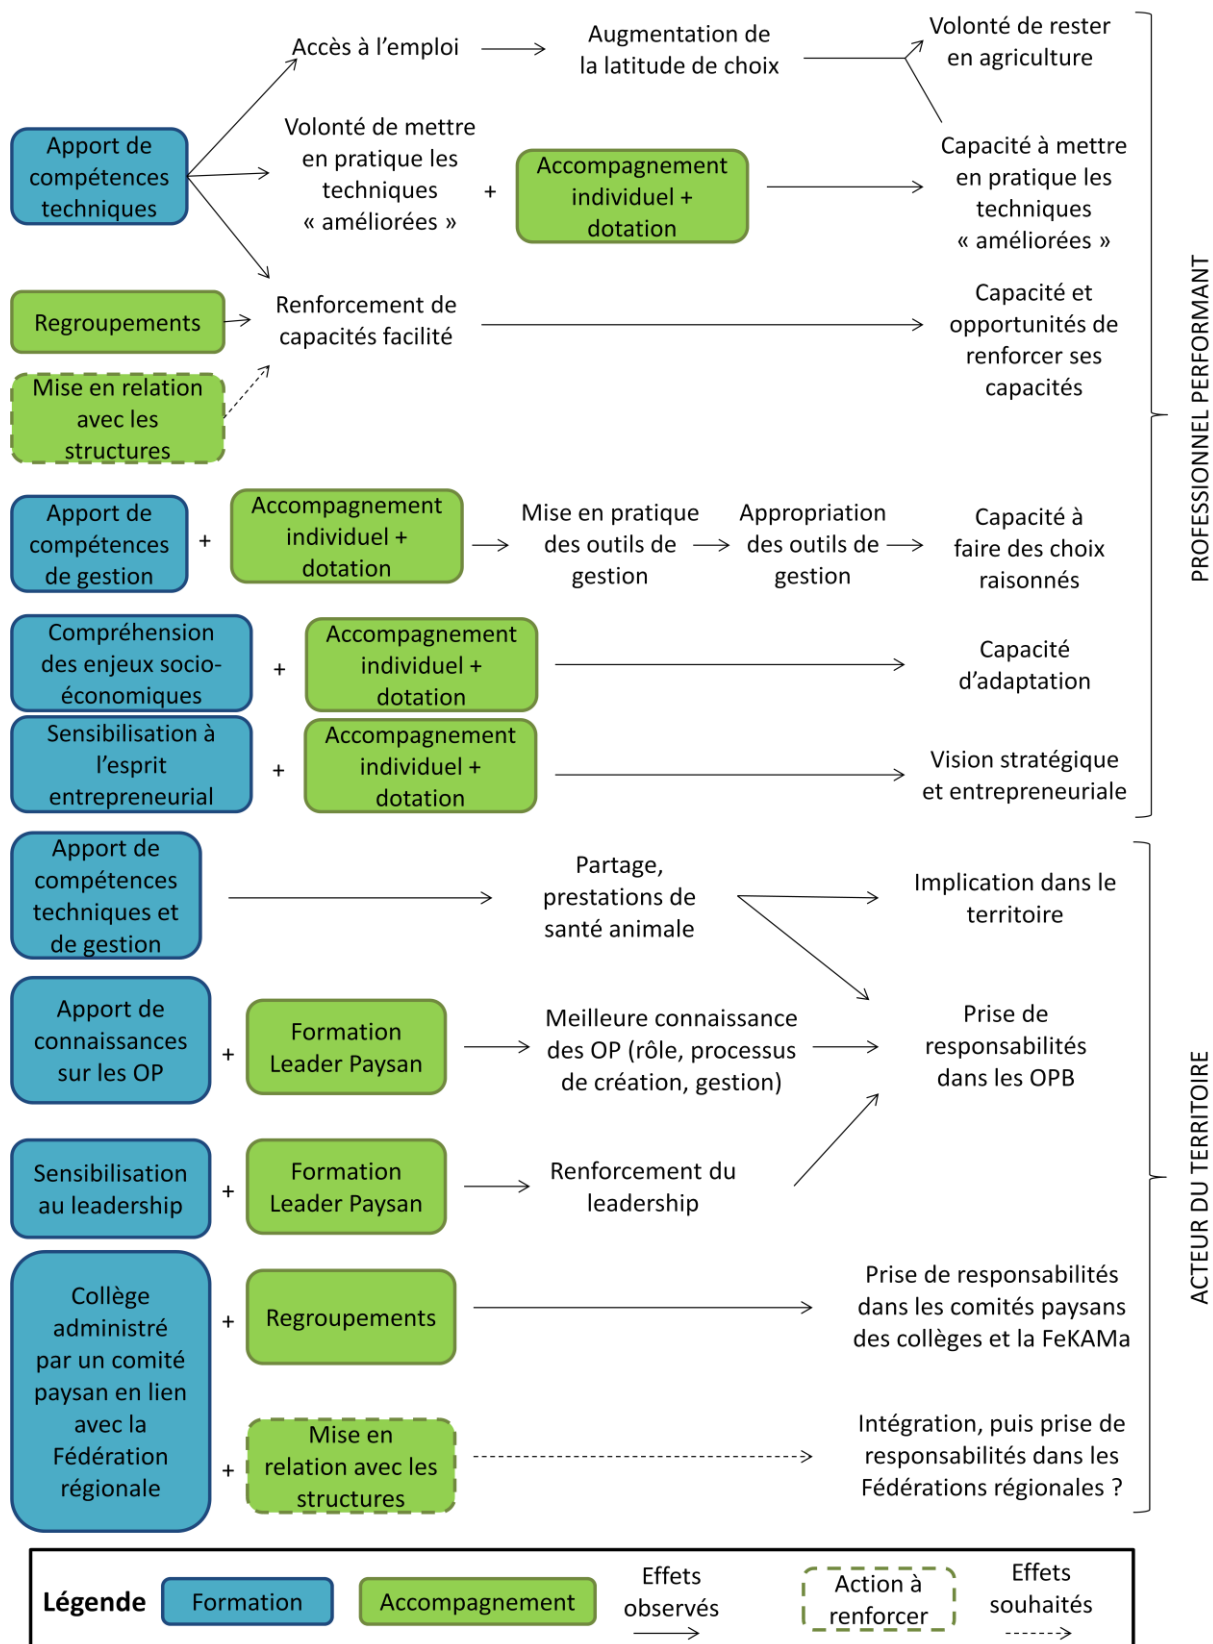 Accès à l'emploi
Augmentation de
la latitude de choix
Volonté de rester
en agriculture
Apport de
compétences
techniques
Volonté de mettre
en pratique les
techniques
« améliorées »
+
Accompagnement
individuel +
dotation
Capacité à mettre
en pratique les
techniques
« améliorées »
Regroupements
Renforcement de
capacités facilité
Capacité et
opportunités de
renforcer ses
capacités
Mise en relation
avec les
structures
Apport de
compétences
de gestion
+
Accompagnement
individuel +
dotation
Mise en pratique
des outils de
gestion
Appropriation
des outils de
gestion
Capacité à
faire des choix
raisonnés
Compréhension
des enjeux socio-
économiques
+
Accompagnement
individuel +
dotation
Capacité
d'adaptation
Sensibilisation à
l'esprit
entrepreneurial
+
Accompagnement
individuel +
dotation
Vision stratégique
et entrepreneuriale
PROFESSIONNEL PERFORMANT
Apport de
compétences
techniques et
de gestion
Partage,
prestations de
santé animale
Implication dans le
territoire
Apport de
connaissances
sur les OP
+
Formation
Leader Paysan
Meilleure connaissance
des OP (rôle, processus
de création, gestion)
Prise de
responsabilités
dans les OPB
Sensibilisation
au leadership
+
Formation
Leader Paysan
Renforcement du
leadership
Collège
administré
par un comité
paysan en lien
avec la
Fédération
régionale
+
Regroupements
Prise de responsabilités
dans les comités paysans
des collèges et la FeKAMa
+
Mise en
relation avec les
structures
Intégration, puis prise de
responsabilités dans les
Fédérations régionales ?
ACTEUR DU TERRITOIRE
Légende
Formation
Accompagnement
Effets
observés
Action à
renforcer
Effets
souhaités